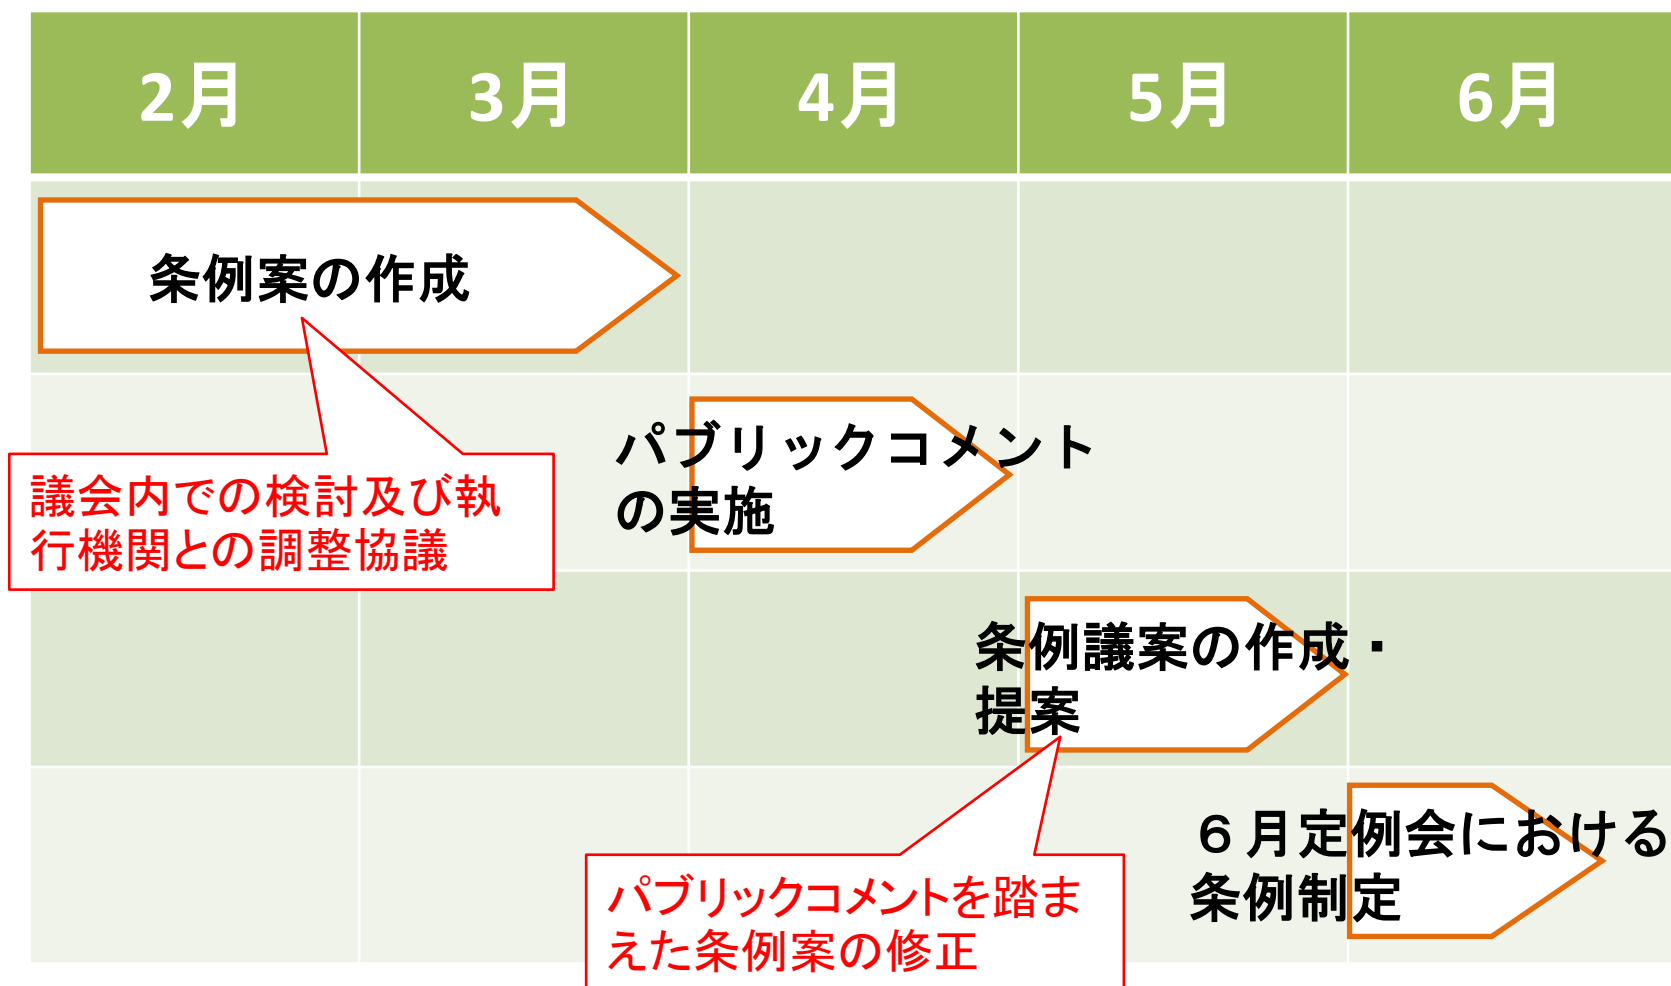 2月 3月 4月 5月 6月
条例案の作成
議会内での検討及び執
行機関との調整協議
パブリックコメント
の実施
条例議案の作成・
提案
パブリックコメントを踏ま
えた条例案の修正
６月定例会における
条例制定